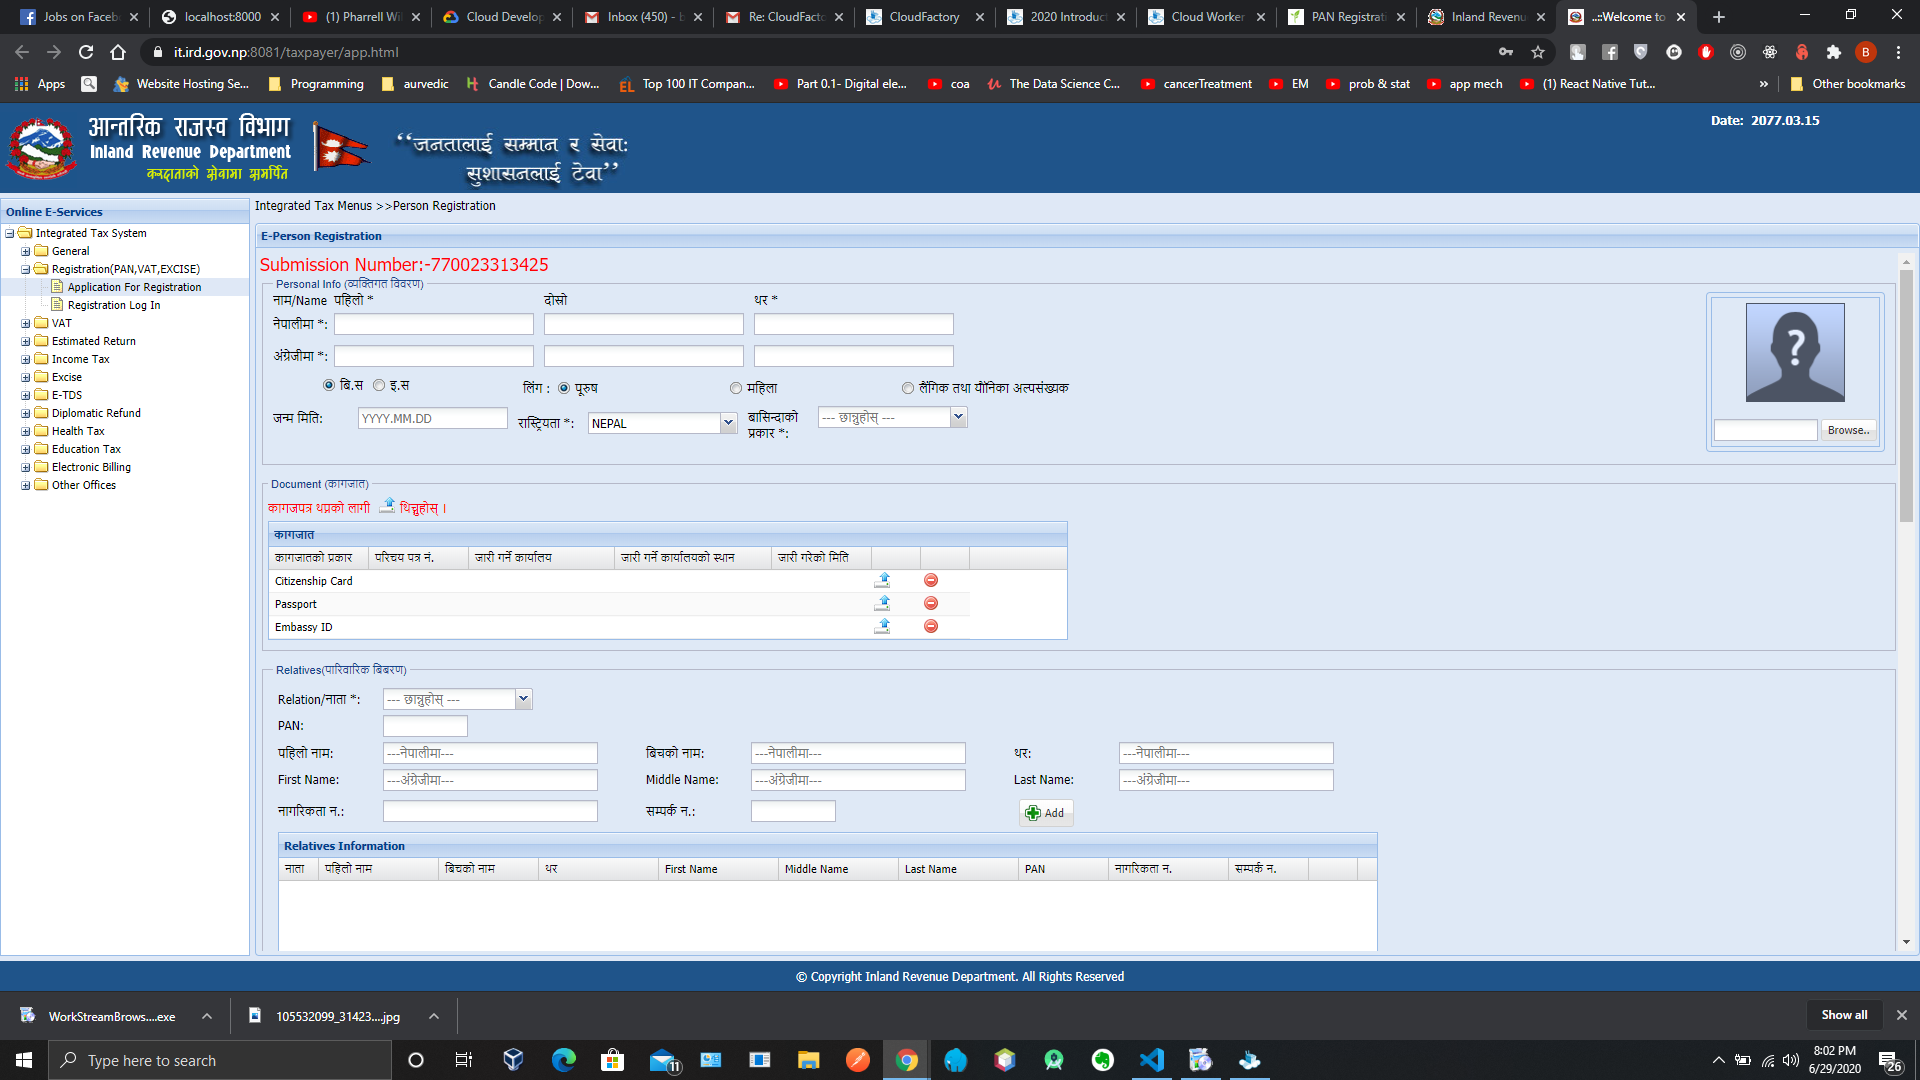 Jobs on Faceb
localhost:8000
(1) Pharrell Wil
Cloud Develop
Inbox (450) - b
Re: CloudFacto
CloudFactory
2020 Introduct
Cloud Worker
PAN Registrati
Inland Revenu
..::Welcome to
it.ird.gov.np:8081/taxpayer/app.html
B
Apps
Website Hosting Se...
Programming
aurvedic
Candle Code | Dow...
Top 100 IT Compan...
Part 0.1- Digital ele...
coa
The Data Science C...
cancerTreatment
EM
prob & stat
app mech
(1) React Native Tut...
»
Other bookmarks
आन्तरिक राजस्व विभाग
Inland Revenue Department
करदाताको सेवामा समर्पित
“जनतालाई सम्मान र सेवा:
सुशासनलाई टेवा”
Date: 2077.03.15
Online E-Services
Integrated Tax System
General
Registration(PAN,VAT,EXCISE)
Application For Registration
Registration Log In
VAT
Estimated Return
Income Tax
Excise
E-TDS
Diplomatic Refund
Health Tax
Education Tax
Electronic Billing
Other Offices
Integrated Tax Menus >>Person Registration
E-Person Registration
Submission Number:-770023313425
Personal Info (व्यक्तिगत विवरण)
नाम/Name पहिलो * दोस्रो थर *
नेपालीमा *:
अंग्रेजीमा *:
बि.स इ.स लिंग : पूरुष महिला लैंगिक तथा यौनिका अल्पसंख्यक
जन्म मिति: YYYY.MM.DD रास्ट्रियता *: NEPAL बासिन्दाको प्रकार *: --- छान्नुहोस् ---
Browse..
Document (कागजात)
कागजपत्र थप्नको लागी थिच्नुहोस् ।
कागजात
कागजातको प्रकार परिचय पत्र नं. जारी गर्ने कार्यालय जारी गर्ने कार्यालयको स्थान जारी गरेको मिति
Citizenship Card
Passport
Embassy ID
Relatives(पारिवारिक बिबरण)
Relation/नाता *: --- छान्नुहोस् ---
PAN:
पहिलो नाम: ---नेपालीमा--- बिचको नाम: ---नेपालीमा--- थर: ---नेपालीमा---
First Name: ---अंग्रेजीमा--- Middle Name: ---अंग्रेजीमा--- Last Name: ---अंग्रेजीमा---
नागरिकता न.: सम्पर्क न.: Add
Relatives Information
नाता पहिलो नाम बिचको नाम थर First Name Middle Name Last Name PAN नागरिकता न. सम्पर्क न.
© Copyright Inland Revenue Department. All Rights Reserved
WorkStreamBrows....exe
105532099_31423....jpg
Show all
Type here to search
11
8:02 PM
6/29/2020
26